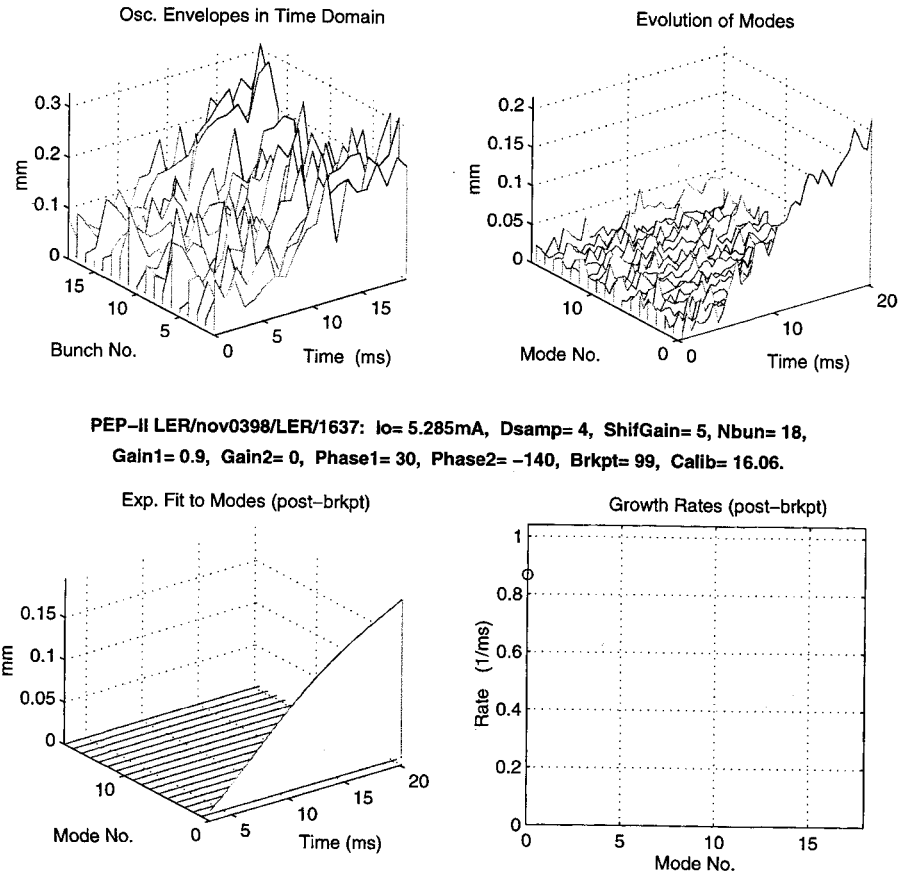 Osc. Envelopes in Time Domain
0.3
0.2
0.1
0
mm
15
10
5
0
5
10
15
Bunch No.
Time (ms)
Evolution of Modes
0.2
0.15
0.1
0.05
0
mm
10
0
0
10
20
Mode No.
Time (ms)
PEP-II LER/nov0398/LER/1637: Io= 5.285mA, Dsamp= 4, ShifGain= 5, Nbun= 18,
Gain1= 0.9, Gain2= 0, Phase1= 30, Phase2= -140, Brkpt= 99, Calib= 16.06.
Exp. Fit to Modes (post-brkpt)
0.15
0.1
0.05
0
mm
10
0
5
10
15
20
Mode No.
Time (ms)
Growth Rates (post-brkpt)
1
0.8
0.6
0.4
0.2
0
Rate (1/ms)
0
5
10
15
Mode No.